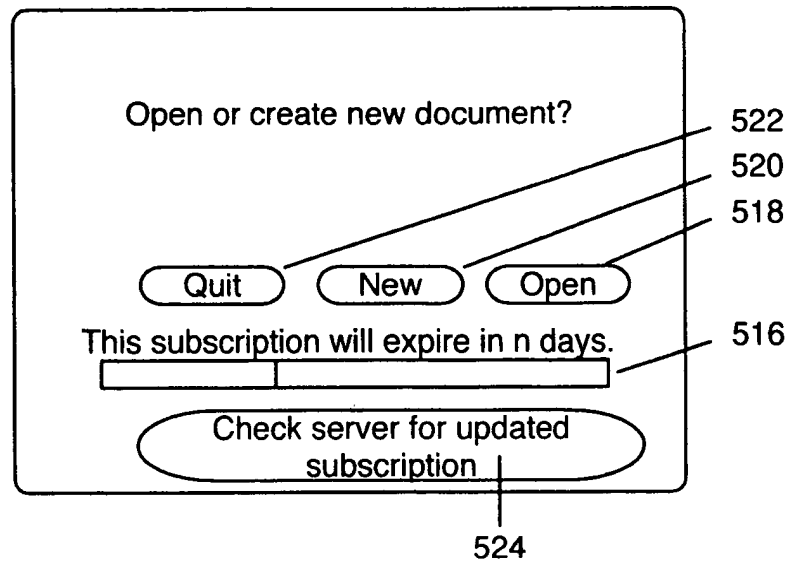 Open or create new document?
522
520
518
Quit New Open
This subscription will expire in n days.
516
Check server for updated
subscription
524